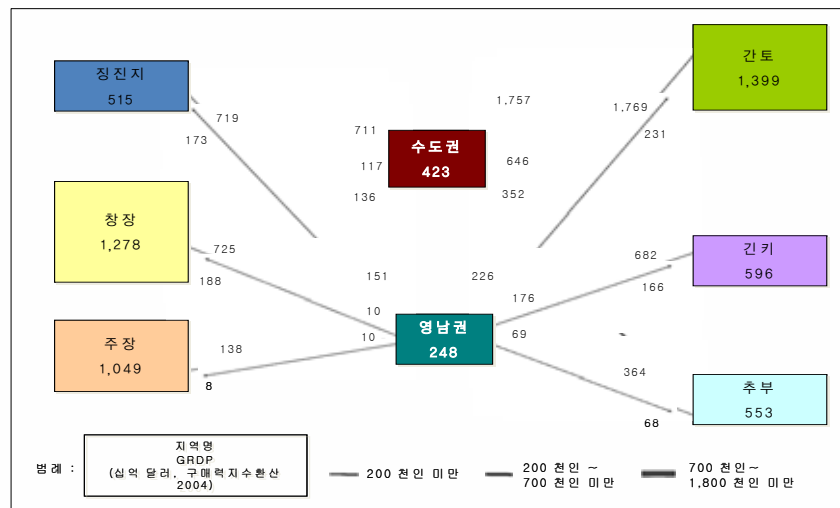 간토
1,399
징진지
515
719
173
1,757
711
117
136
수도권
423
646
352
1,769
231
창장
1,278
725
188
151
226
682
166
긴키
596
176
10
10
영남권
248
69
주장
1,049
138
8
364
68
추부
553
범례 :
지역명
GRDP
(십억 달러, 구매력지수환산
2004)
200 천인 미만
200 천인 ~
700 천인 미만
700 천인~
1,800 천인 미만